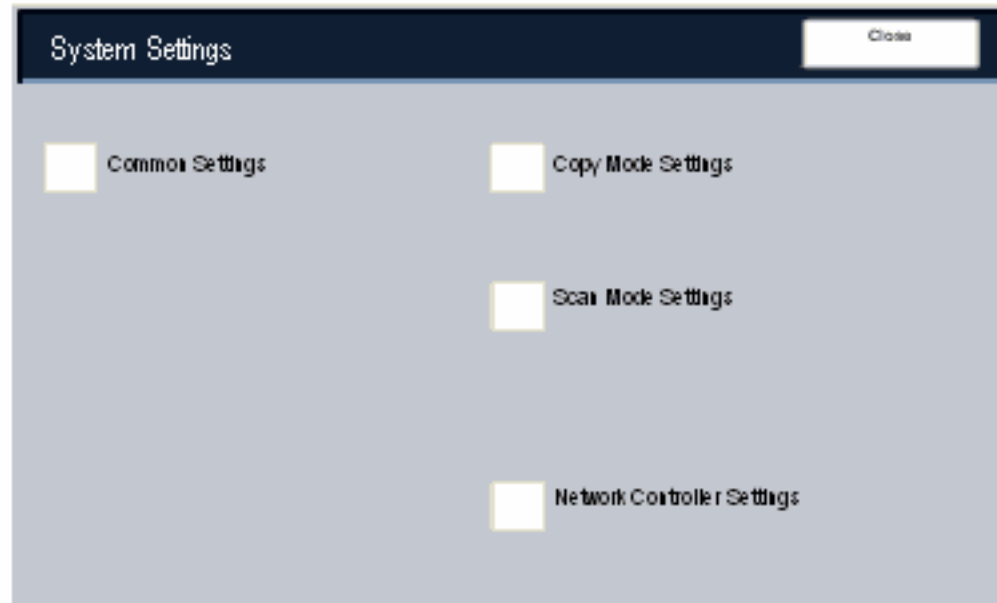 System Settings
Close
Common Settings
Copy Mode Settings
Scan Mode Settings
Network Controller Settings